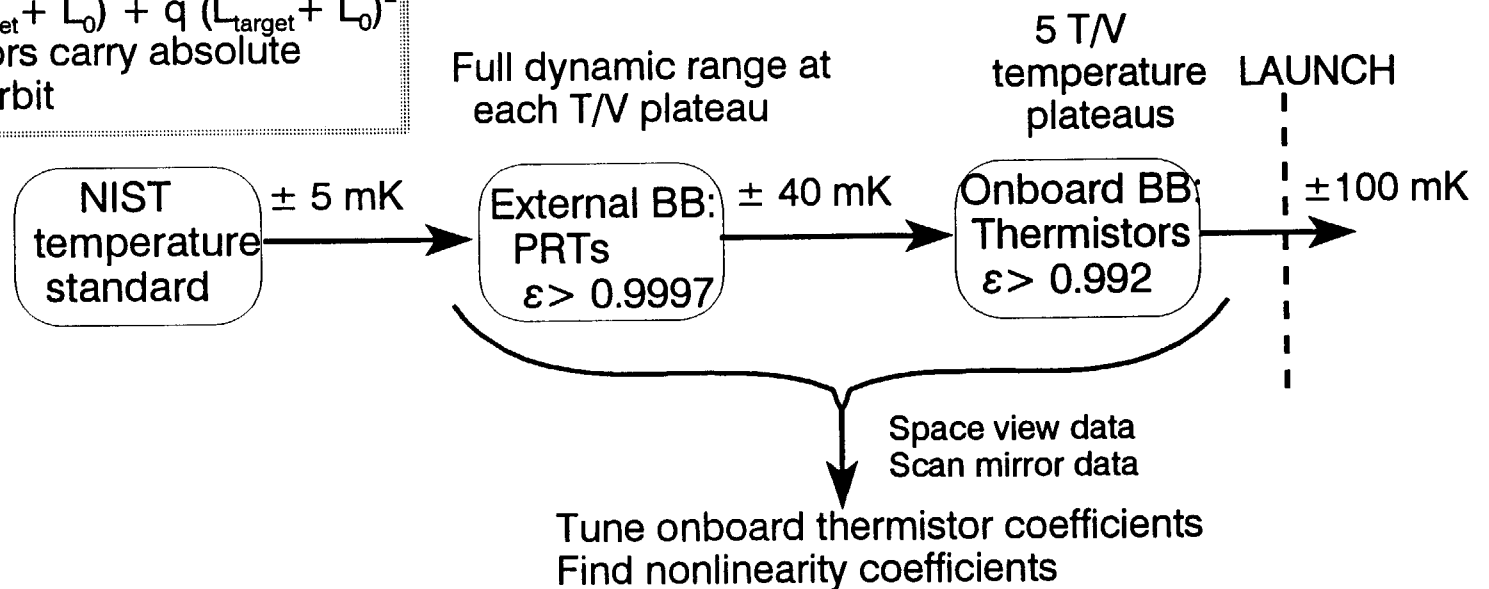 et + L0) + q (Ltarget + L0)
ors carry absolute
rbit
Full dynamic range at
each T/V plateau
5 T/V
temperature
plateaus
LAUNCH
NIST
temperature
standard
± 5 mK
External BB:
PRTs
ε> 0.9997
± 40 mK
Onboard BB:
Thermistors
ε> 0.992
±100 mK
Space view data
Scan mirror data
Tune onboard thermistor coefficients
Find nonlinearity coefficients